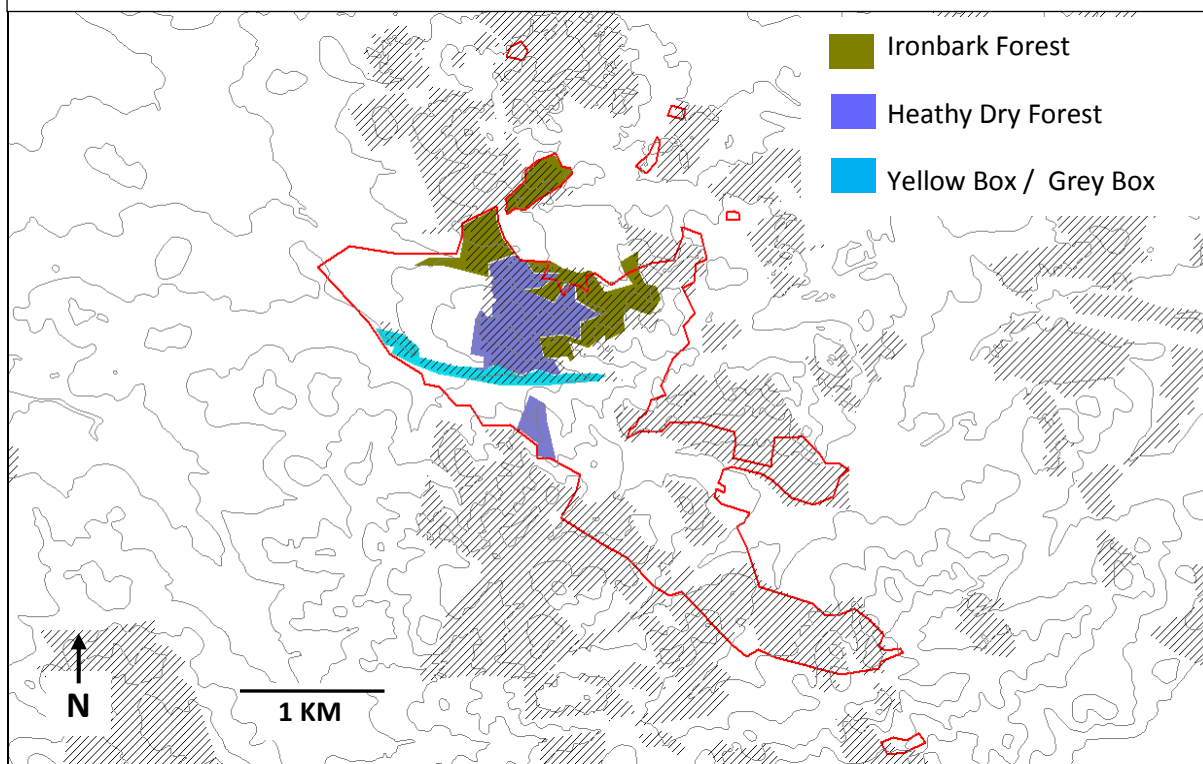 Ironbark Forest
Heathy Dry Forest
Yellow Box / Grey Box
N
1 KM